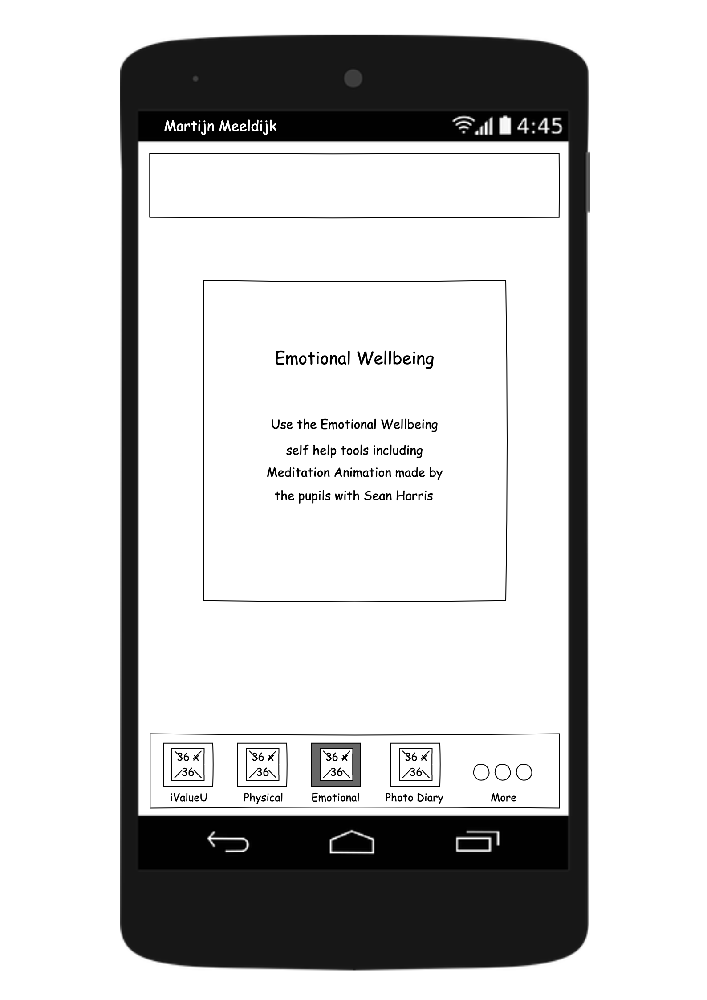 Martijn Meeldijk 4:45
Emotional Wellbeing
Use the Emotional Wellbeing
self help tools including
Meditation Animation made by
the pupils with Sean Harris
36 x 36 x 36 x 36 x
36 36 36 36
iValueU Physical Emotional Photo Diary More